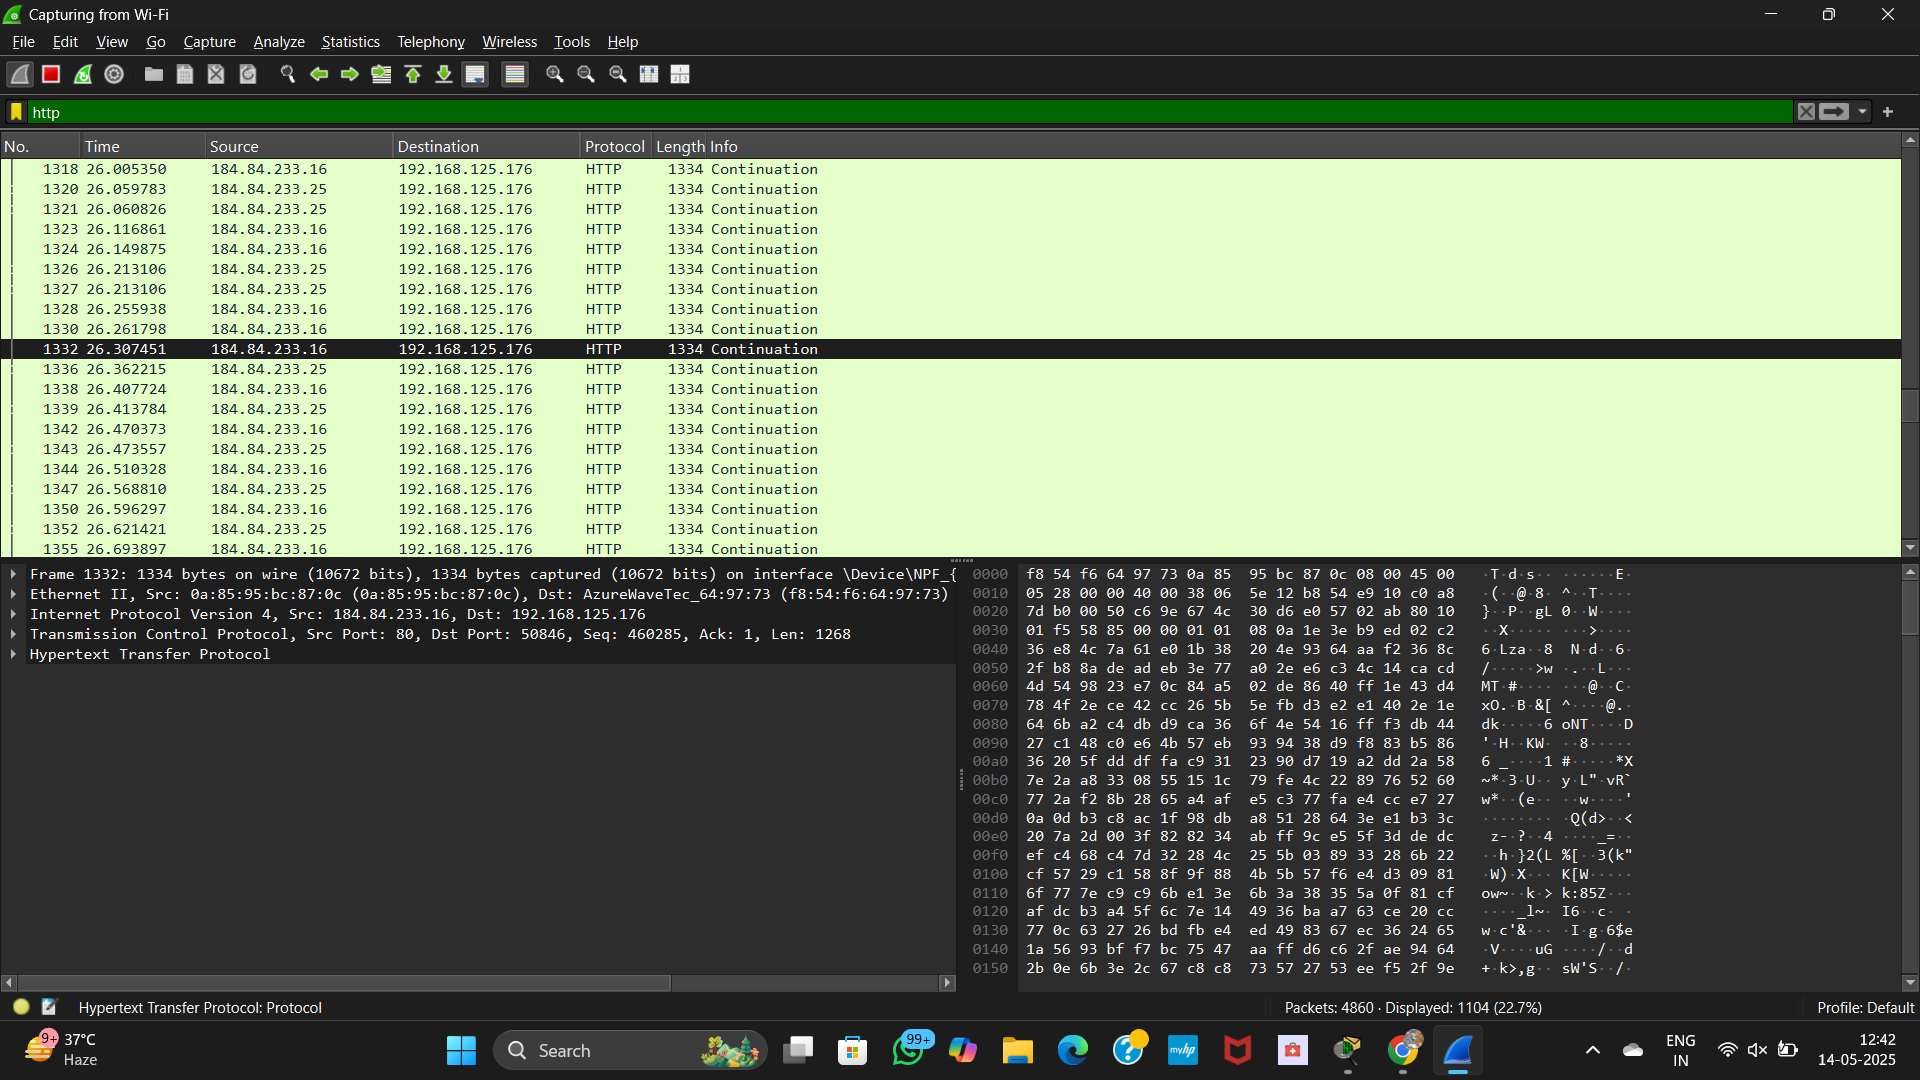 Capturing from Wi-Fi
File Edit View Go Capture Analyze Statistics Telephony Wireless Tools Help
http
No. Time Source Destination Protocol Length Info
1318 26.005350 184.84.233.16 192.168.125.176 HTTP 1334 Continuation
1320 26.059783 184.84.233.25 192.168.125.176 HTTP 1334 Continuation
1321 26.060826 184.84.233.25 192.168.125.176 HTTP 1334 Continuation
1323 26.116861 184.84.233.16 192.168.125.176 HTTP 1334 Continuation
1324 26.149875 184.84.233.16 192.168.125.176 HTTP 1334 Continuation
1326 26.213106 184.84.233.25 192.168.125.176 HTTP 1334 Continuation
1327 26.213106 184.84.233.25 192.168.125.176 HTTP 1334 Continuation
1328 26.255938 184.84.233.16 192.168.125.176 HTTP 1334 Continuation
1330 26.261798 184.84.233.16 192.168.125.176 HTTP 1334 Continuation
1332 26.307451 184.84.233.16 192.168.125.176 HTTP 1334 Continuation
1336 26.362215 184.84.233.25 192.168.125.176 HTTP 1334 Continuation
1338 26.407724 184.84.233.16 192.168.125.176 HTTP 1334 Continuation
1339 26.413784 184.84.233.25 192.168.125.176 HTTP 1334 Continuation
1342 26.470373 184.84.233.16 192.168.125.176 HTTP 1334 Continuation
1343 26.473557 184.84.233.25 192.168.125.176 HTTP 1334 Continuation
1344 26.510328 184.84.233.16 192.168.125.176 HTTP 1334 Continuation
1347 26.568810 184.84.233.25 192.168.125.176 HTTP 1334 Continuation
1350 26.596297 184.84.233.16 192.168.125.176 HTTP 1334 Continuation
1352 26.621421 184.84.233.25 192.168.125.176 HTTP 1334 Continuation
1355 26.693897 184.84.233.16 192.168.125.176 HTTP 1334 Continuation
Frame 1332: 1334 bytes on wire (10672 bits), 1334 bytes captured (10672 bits) on interface \Device\NPF_{
Ethernet II, Src: 0a:85:95:bc:87:0c (0a:85:95:bc:87:0c), Dst: AzureWaveTec_64:97:73 (f8:54:f6:64:97:73)
Internet Protocol Version 4, Src: 184.84.233.16, Dst: 192.168.125.176
Transmission Control Protocol, Src Port: 80, Dst Port: 50846, Seq: 460285, Ack: 1, Len: 1268
Hypertext Transfer Protocol
0000 f8 54 f6 64 97 73 0a 85 95 bc 87 0c 08 00 45 00 ·T·d·s·· ······E·
0010 05 28 00 00 40 00 38 06 5e 12 b8 54 e9 10 c0 a8 ·(··@·8· ^··T····
0020 7d b0 00 50 c6 9e 67 4c 30 d6 e0 57 02 ab 80 10 }··P··gL 0··W····
0030 01 f5 58 85 00 00 01 01 08 0a 1e 3e b9 ed 02 c2 ··X····· ···>····
0040 36 e8 4c 7a 61 e0 1b 38 20 4e 93 64 aa f2 36 8c 6·Lza··8 N·d··6·
0050 2f b8 8a de ad eb 3e 77 a0 2e e6 c3 4c 14 ca cd /·····>w ·.··L···
0060 4d 54 98 23 e7 0c 84 a5 02 de 86 40 ff 1e 43 d4 MT·#···· ···@··C·
0070 78 4f 2e ce 42 cc 26 5b 5e fb d3 e2 e1 40 2e 1e xO.·B·&[ ^····@.·
0080 64 6b a2 c4 db d9 ca 36 6f 4e 54 16 ff f3 db 44 dk·····6 oNT····D
0090 27 c1 48 c0 e6 4b 57 eb 93 94 38 d9 f8 83 b5 86 '·H··KW· ··8·····
00a0 36 20 5f dd df fa c9 31 23 90 d7 19 a2 dd 2a 58 6 _····1 #·····*X
00b0 7e 2a a8 33 08 55 15 1c 79 fe 4c 22 89 76 52 60 ~*·3·U·· y·L"·vR`
00c0 77 2a f2 8b 28 65 a4 af e5 c3 77 fa e4 cc e7 27 w*··(e·· ··w····'
00d0 0a 0d b3 c8 ac 1f 98 db a8 51 28 64 3e e1 b3 3c ········ ·Q(d>··<
00e0 20 7a 2d 00 3f 82 82 34 ab ff 9c e5 5f 3d de dc z-·?··4 ····_=··
00f0 ef c4 68 c4 7d 32 28 4c 25 5b 03 89 33 28 6b 22 ··h·}2(L %[··3(k"
0100 cf 57 29 c1 58 8f 9f 88 4b 5b 57 f6 e4 d3 09 81 ·W)·X··· K[W·····
0110 6f 77 7e c9 c9 6b e1 3e 6b 3a 38 35 5a 0f 81 cf ow~··k·> k:85Z···
0120 af dc b3 a4 5f 6c 7e 14 49 36 ba a7 63 ce 20 cc ····_l~· I6··c· ·
0130 77 0c 63 27 26 bd fb e4 ed 49 83 67 ec 36 24 65 w·c'&··· ·I·g·6$e
0140 1a 56 93 bf f7 bc 75 47 aa ff d6 c6 2f ae 94 64 ·V····uG ····/··d
0150 2b 0e 6b 3e 2c 67 c8 c8 73 57 27 53 ee f5 2f 9e +·k>,g·· sW'S··/·
Hypertext Transfer Protocol: Protocol
Packets: 4860 · Displayed: 1104 (22.7%)
Profile: Default
9+
37°C
Haze
Search
99+
myhp
ENG
IN
12:42
14-05-2025